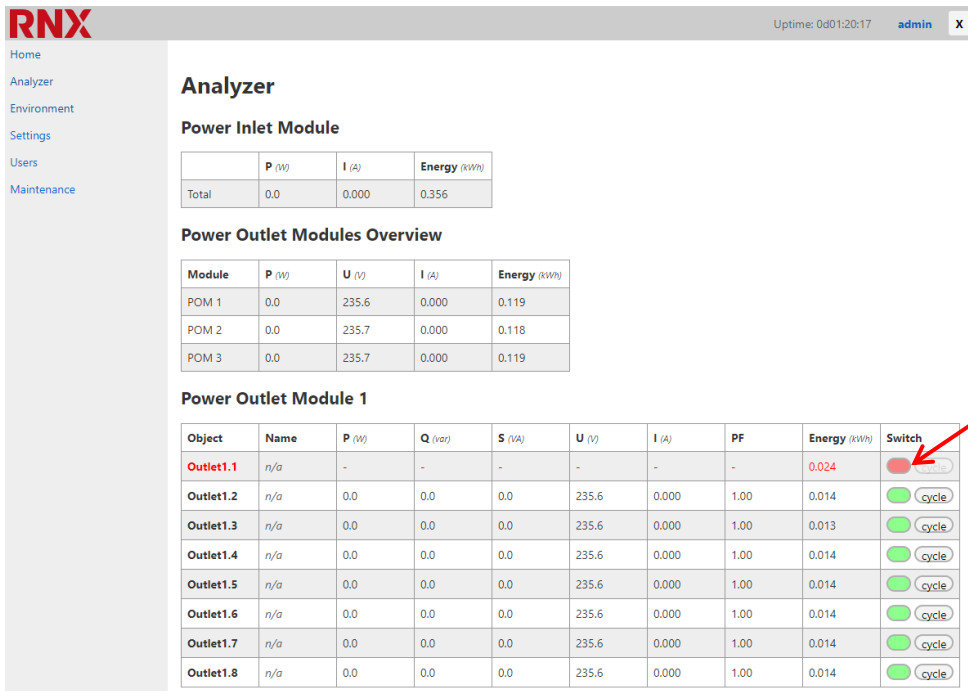 RNX
Uptime: 0d01:20:17 admin X
Home
Analyzer
Environment
Settings
Users
Maintenance
Analyzer
Power Inlet Module
P (W) I (A) Energy (kWh)
Total 0.0 0.000 0.356
Power Outlet Modules Overview
Module P (W) U (V) I (A) Energy (kWh)
POM 1 0.0 235.6 0.000 0.119
POM 2 0.0 235.7 0.000 0.118
POM 3 0.0 235.7 0.000 0.119
Power Outlet Module 1
Object Name P (W) Q (var) S (VA) U (V) I (A) PF Energy (kWh) Switch
Outlet1.1 n/a - - - - - - 0.024 cycle
Outlet1.2 n/a 0.0 0.0 0.0 235.6 0.000 1.00 0.014 cycle
Outlet1.3 n/a 0.0 0.0 0.0 235.6 0.000 1.00 0.013 cycle
Outlet1.4 n/a 0.0 0.0 0.0 235.6 0.000 1.00 0.014 cycle
Outlet1.5 n/a 0.0 0.0 0.0 235.6 0.000 1.00 0.014 cycle
Outlet1.6 n/a 0.0 0.0 0.0 235.6 0.000 1.00 0.014 cycle
Outlet1.7 n/a 0.0 0.0 0.0 235.6 0.000 1.00 0.014 cycle
Outlet1.8 n/a 0.0 0.0 0.0 235.6 0.000 1.00 0.014 cycle